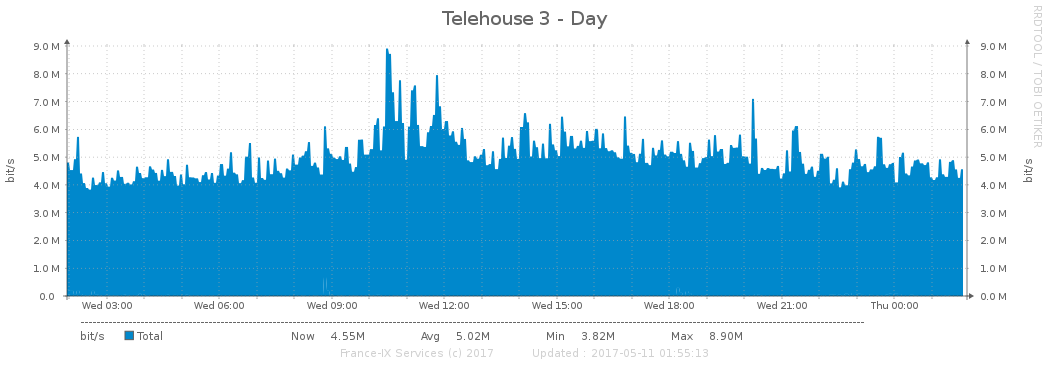 Telehouse 3 - Day
RRDTOOL / TOBI OETIKER
bit/s
9.0 M 9.0 M
8.0 M 8.0 M
7.0 M 7.0 M
6.0 M 6.0 M
5.0 M 5.0 M
4.0 M 4.0 M
3.0 M 3.0 M
2.0 M 2.0 M
1.0 M 1.0 M
0.0 0.0 M
bit/s
Wed 03:00 Wed 06:00 Wed 09:00 Wed 12:00 Wed 15:00 Wed 18:00 Wed 21:00 Thu 00:00
bit/s Total Now 4.55M Avg 5.02M Min 3.82M Max 8.90M
France-IX Services (c) 2017 Updated : 2017-05-11 01:55:13